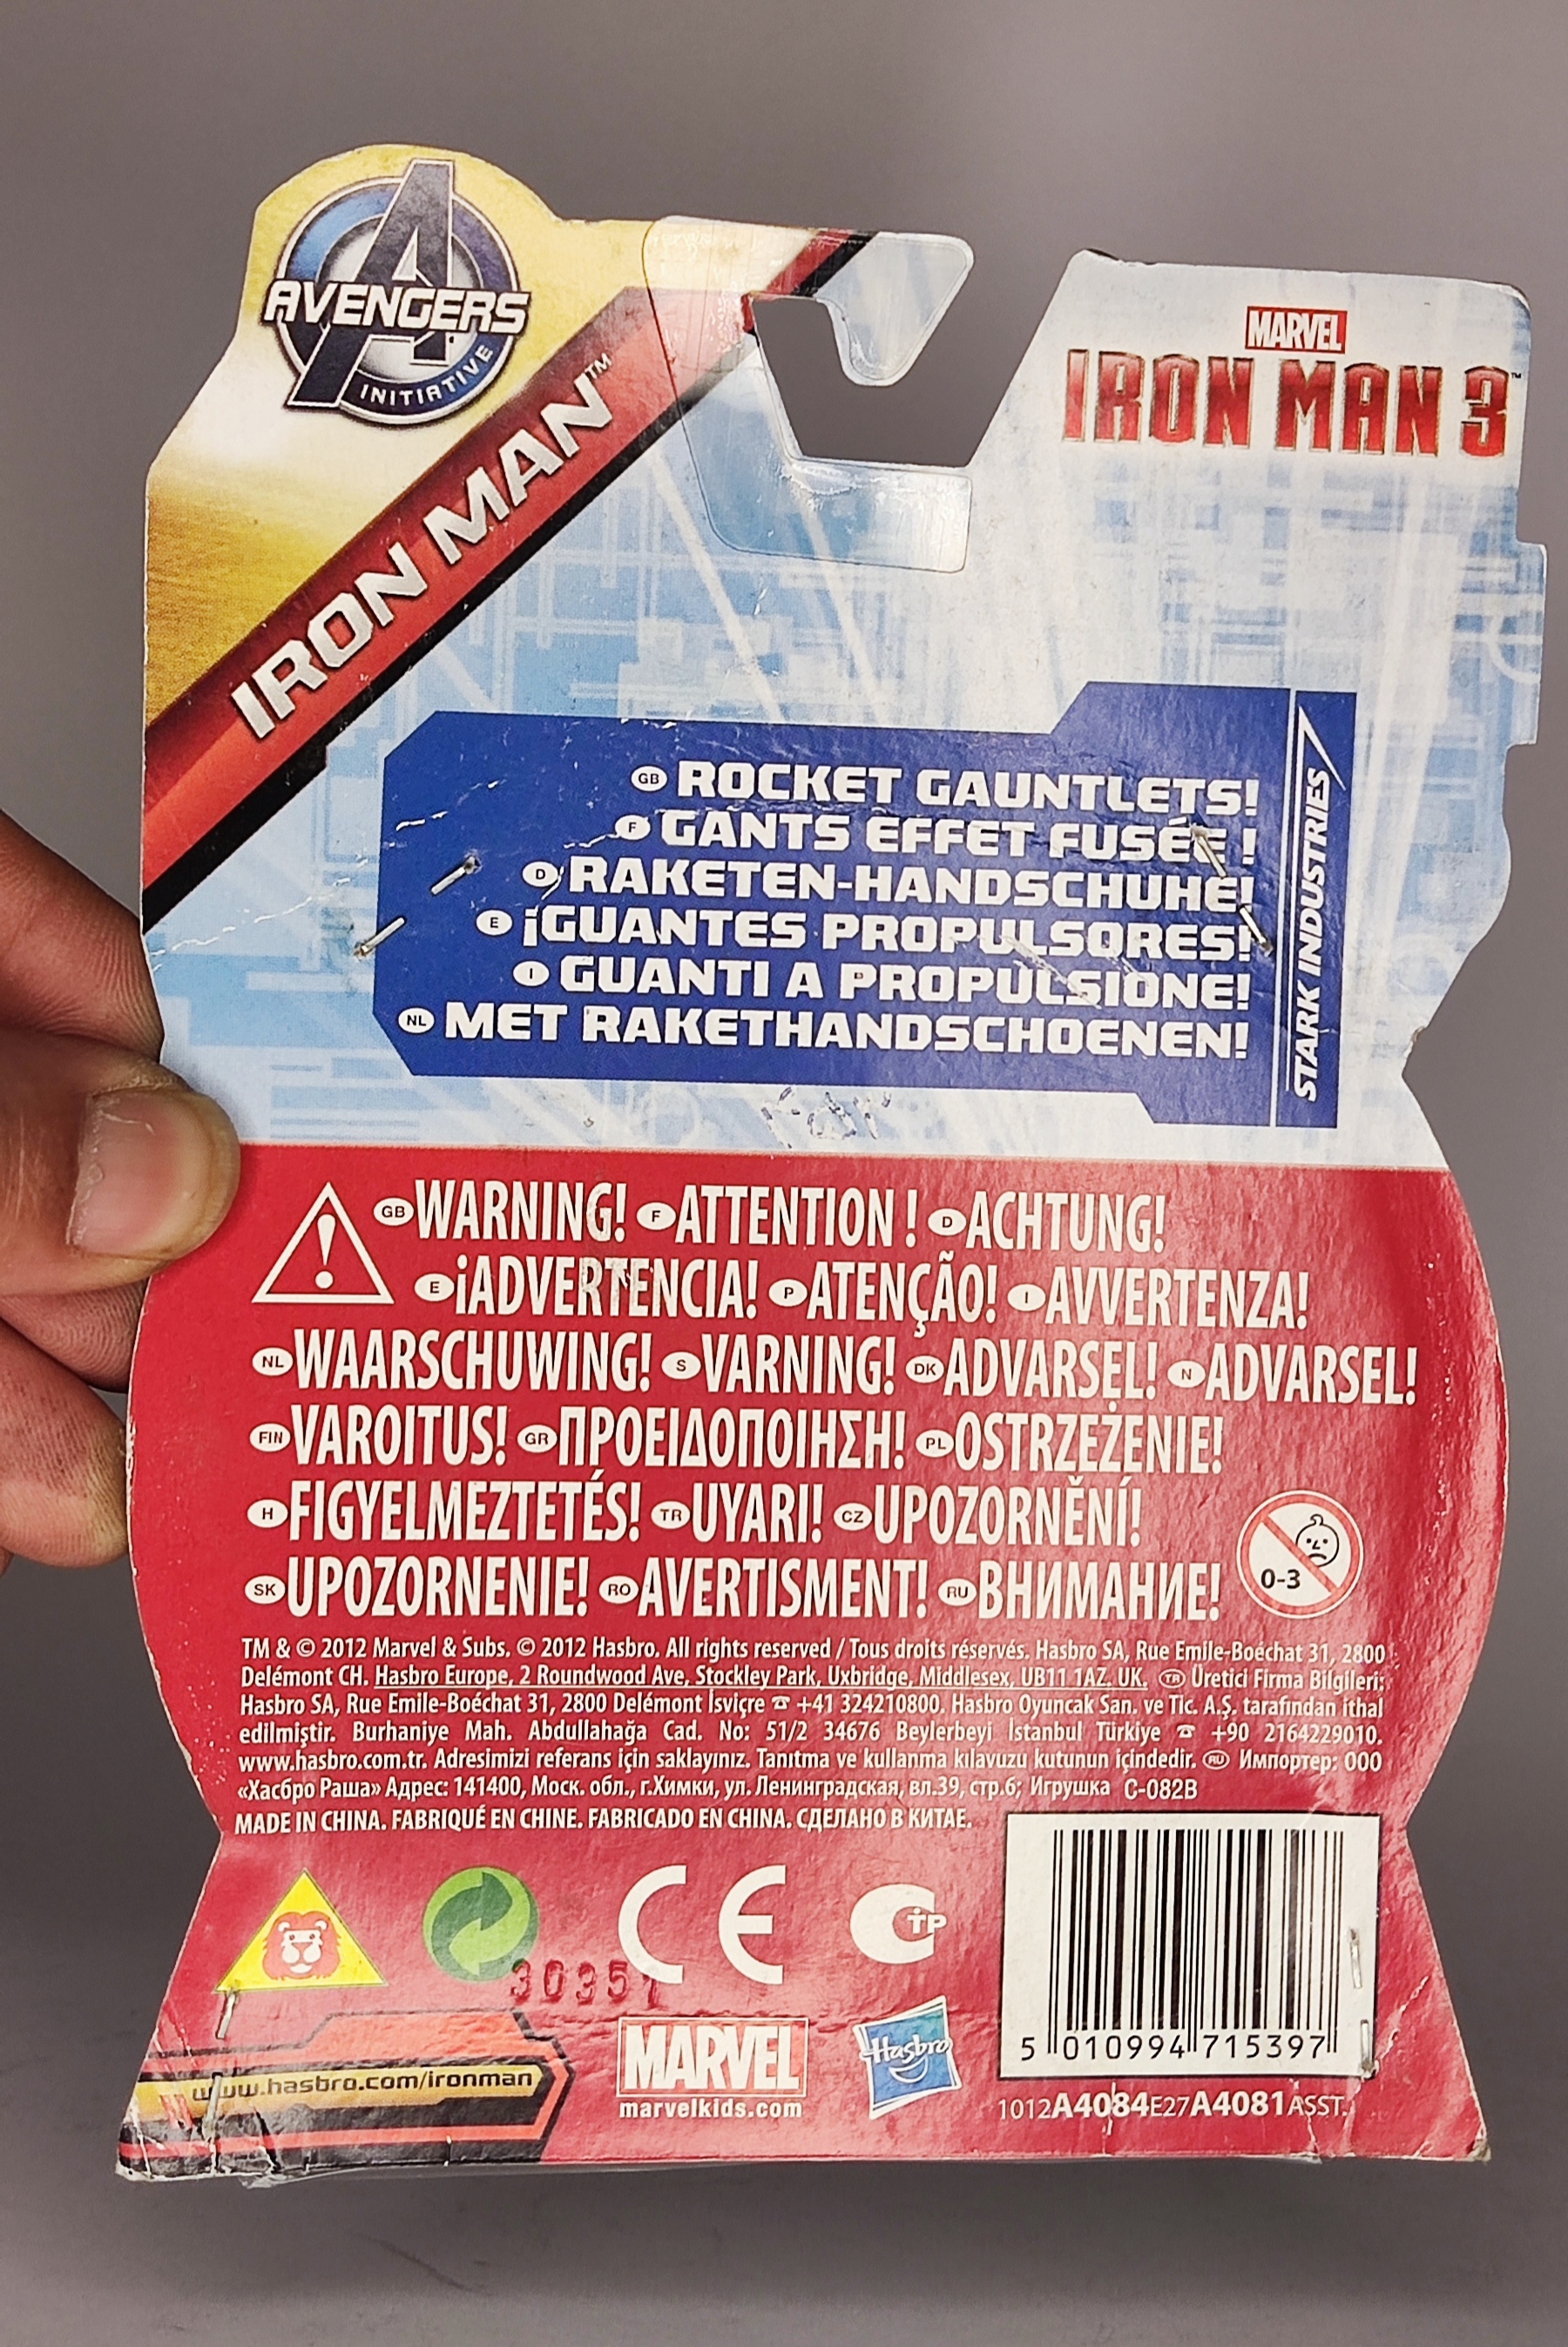 AVENGERS
INITIATIVE
IRON MAN™
MARVEL
IRON MAN 3™
GB ROCKET GAUNTLETS!
F GANTS EFFET FUSÉE !
D RAKETEN-HANDSCHUHE!
E ¡GUANTES PROPULSORES!
I GUANTI A PROPULSIONE!
NL MET RAKETHANDSCHOENEN!
STARK INDUSTRIES
GB WARNING! F ATTENTION ! D ACHTUNG!
E ¡ADVERTENCIA! P ATENÇÃO! I AVVERTENZA!
NL WAARSCHUWING! S VARNING! DK ADVARSEL! N ADVARSEL!
FIN VAROITUS! GR ΠΡΟΕΙΔΟΠΟΙΗΣΗ! PL OSTRZEŻENIE!
H FIGYELMEZTETÉS! TR UYARI! CZ UPOZORNĚNÍ!
SK UPOZORNENIE! RO AVERTISMENT! RU ВНИМАНИЕ!
0-3
TM & © 2012 Marvel & Subs. © 2012 Hasbro. All rights reserved / Tous droits réservés. Hasbro SA, Rue Emile-Boéchat 31, 2800
Delémont CH. Hasbro Europe, 2 Roundwood Ave, Stockley Park, Uxbridge, Middlesex, UB11 1AZ. UK. TR Üretici Firma Bilgileri:
Hasbro SA, Rue Emile-Boéchat 31, 2800 Delémont İsviçre ☎ +41 324210800. Hasbro Oyuncak San. ve Tic. A.Ş. tarafından ithal
edilmiştir. Burhaniye Mah. Abdullahağa Cad. No: 51/2 34676 Beylerbeyi İstanbul Türkiye ☎ +90 2164229010.
www.hasbro.com.tr. Adresimizi referans için saklayınız. Tanıtma ve kullanma kılavuzu kutunun içindedir. RU Импортер: ООО
«Хасбро Раша» Адрес: 141400, Моск. обл., г.Химки, ул. Ленинградская, вл.39, стр.6; Игрушка C-082B
MADE IN CHINA. FABRIQUÉ EN CHINE. FABRICADO EN CHINA. СДЕЛАНО В КИТАЕ.
CE
TP
30351
www.hasbro.com/ironman
MARVEL
marvelkids.com
Hasbro
5 010994 715397
1012A4084E27A4081ASST.